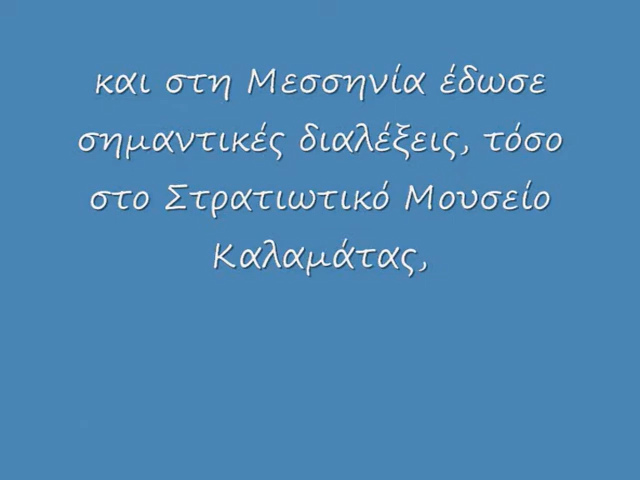 και στη Μεσσηνία έδωσε
σημαντικές διαλέξεις, τόσο
στο Στρατιωτικό Μουσείο
Καλαμάτας,